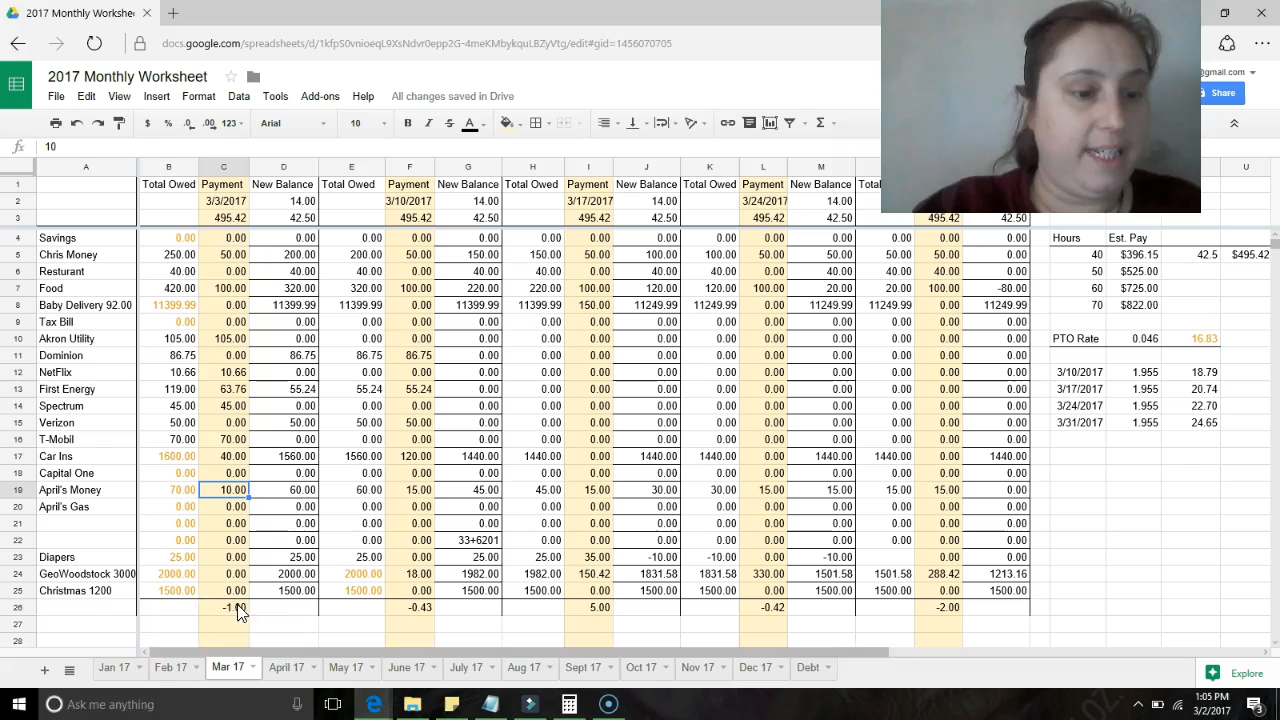 2017 Monthly Workshe
docs.google.com/spreadsheets/d/1kfpS0vnioeqL9XsNdvr0epp2G-4meKMbykquLBZyVtg/edit#gid=1456070705
2017 Monthly Worksheet
@gmail.com
File Edit View Insert Format Data Tools Add-ons Help All changes saved in Drive
Share
$ % .0 .00 123 Arial 10 B I S A
fx 10
A B C D E F G H I J K L M U
1 Total Owed Payment New Balance Total Owed Payment New Balance Total Owed Payment New Balance Total Owed Payment New Balance Total
2 3/3/2017 14.00 3/10/2017 14.00 3/17/2017 14.00 3/24/2017 14.00
3 495.42 42.50 495.42 42.50 495.42 42.50 495.42 42.50 495.42 42.50
4 Savings 0.00 0.00 0.00 0.00 0.00 0.00 0.00 0.00 0.00 0.00 0.00 0.00 0.00 0.00 0.00 Hours Est. Pay
5 Chris Money 250.00 50.00 200.00 200.00 50.00 150.00 150.00 50.00 100.00 100.00 50.00 50.00 50.00 50.00 0.00 40 $396.15 42.5 $495.42
6 Resturant 40.00 0.00 40.00 40.00 0.00 40.00 40.00 0.00 40.00 40.00 0.00 40.00 40.00 40.00 0.00 50 $525.00
7 Food 420.00 100.00 320.00 320.00 100.00 220.00 220.00 100.00 120.00 120.00 100.00 20.00 20.00 100.00 -80.00 60 $725.00
8 Baby Delivery 92.00 11399.99 0.00 11399.99 11399.99 0.00 11399.99 11399.99 150.00 11249.99 11249.99 0.00 11249.99 11249.99 0.00 11249.99 70 $822.00
9 Tax Bill 0.00 0.00 0.00 0.00 0.00 0.00 0.00 0.00 0.00 0.00 0.00 0.00 0.00 0.00 0.00
10 Akron Utility 105.00 105.00 0.00 0.00 0.00 0.00 0.00 0.00 0.00 0.00 0.00 0.00 0.00 0.00 0.00 PTO Rate 0.046 16.83
11 Dominion 86.75 0.00 86.75 86.75 86.75 0.00 0.00 0.00 0.00 0.00 0.00 0.00 0.00 0.00 0.00
12 NetFlix 10.66 10.66 0.00 0.00 0.00 0.00 0.00 0.00 0.00 0.00 0.00 0.00 0.00 0.00 0.00 3/10/2017 1.955 18.79
13 First Energy 119.00 63.76 55.24 55.24 55.24 0.00 0.00 0.00 0.00 0.00 0.00 0.00 0.00 0.00 0.00 3/17/2017 1.955 20.74
14 Spectrum 45.00 45.00 0.00 0.00 0.00 0.00 0.00 0.00 0.00 0.00 0.00 0.00 0.00 0.00 0.00 3/24/2017 1.955 22.70
15 Verizon 50.00 0.00 50.00 50.00 50.00 0.00 0.00 0.00 0.00 0.00 0.00 0.00 0.00 0.00 0.00 3/31/2017 1.955 24.65
16 T-Mobil 70.00 70.00 0.00 0.00 0.00 0.00 0.00 0.00 0.00 0.00 0.00 0.00 0.00 0.00 0.00
17 Car Ins 1600.00 40.00 1560.00 1560.00 120.00 1440.00 1440.00 0.00 1440.00 1440.00 0.00 1440.00 1440.00 0.00 1440.00
18 Capital One 0.00 0.00 0.00 0.00 0.00 0.00 0.00 0.00 0.00 0.00 0.00 0.00 0.00 0.00 0.00
19 April's Money 70.00 10.00 60.00 60.00 15.00 45.00 45.00 15.00 30.00 30.00 15.00 15.00 15.00 15.00 0.00
20 April's Gas 0.00 0.00 0.00 0.00 0.00 0.00 0.00 0.00 0.00 0.00 0.00 0.00 0.00 0.00 0.00
21 0.00 0.00 0.00 0.00 0.00 0.00 0.00 0.00 0.00 0.00 0.00 0.00 0.00 0.00 0.00
22 0.00 0.00 0.00 0.00 0.00 33+6201 0.00 0.00 0.00 0.00 0.00 0.00 0.00 0.00
23 Diapers 25.00 0.00 25.00 25.00 0.00 25.00 25.00 35.00 -10.00 -10.00 0.00 -10.00 0.00 0.00
24 GeoWoodstock 3000 2000.00 0.00 2000.00 2000.00 18.00 1982.00 1982.00 150.42 1831.58 1831.58 330.00 1501.58 1501.58 288.42 1213.16
25 Christmas 1200 1500.00 0.00 1500.00 1500.00 0.00 1500.00 1500.00 0.00 1500.00 1500.00 0.00 1500.00 1500.00 0.00 1500.00
26 -0.43 5.00 -0.42 -2.00
27
28
Jan 17 Feb 17 Mar 17 April 17 May 17 June 17 July 17 Aug 17 Sept 17 Oct 17 Nov 17 Dec 17 Debt Explore
Ask me anything
1:05 PM
3/2/2017